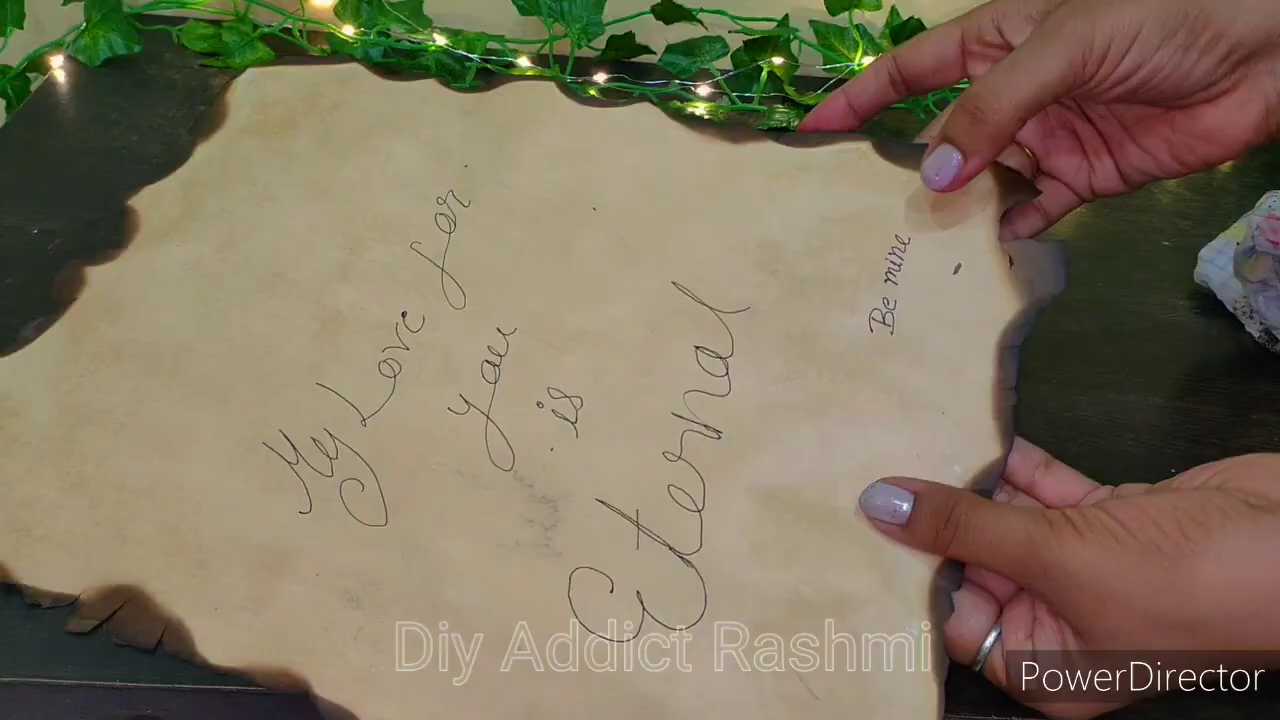 My Love for
you
is
Eternal
Be mine
Diy Addict Rashmi
PowerDirector